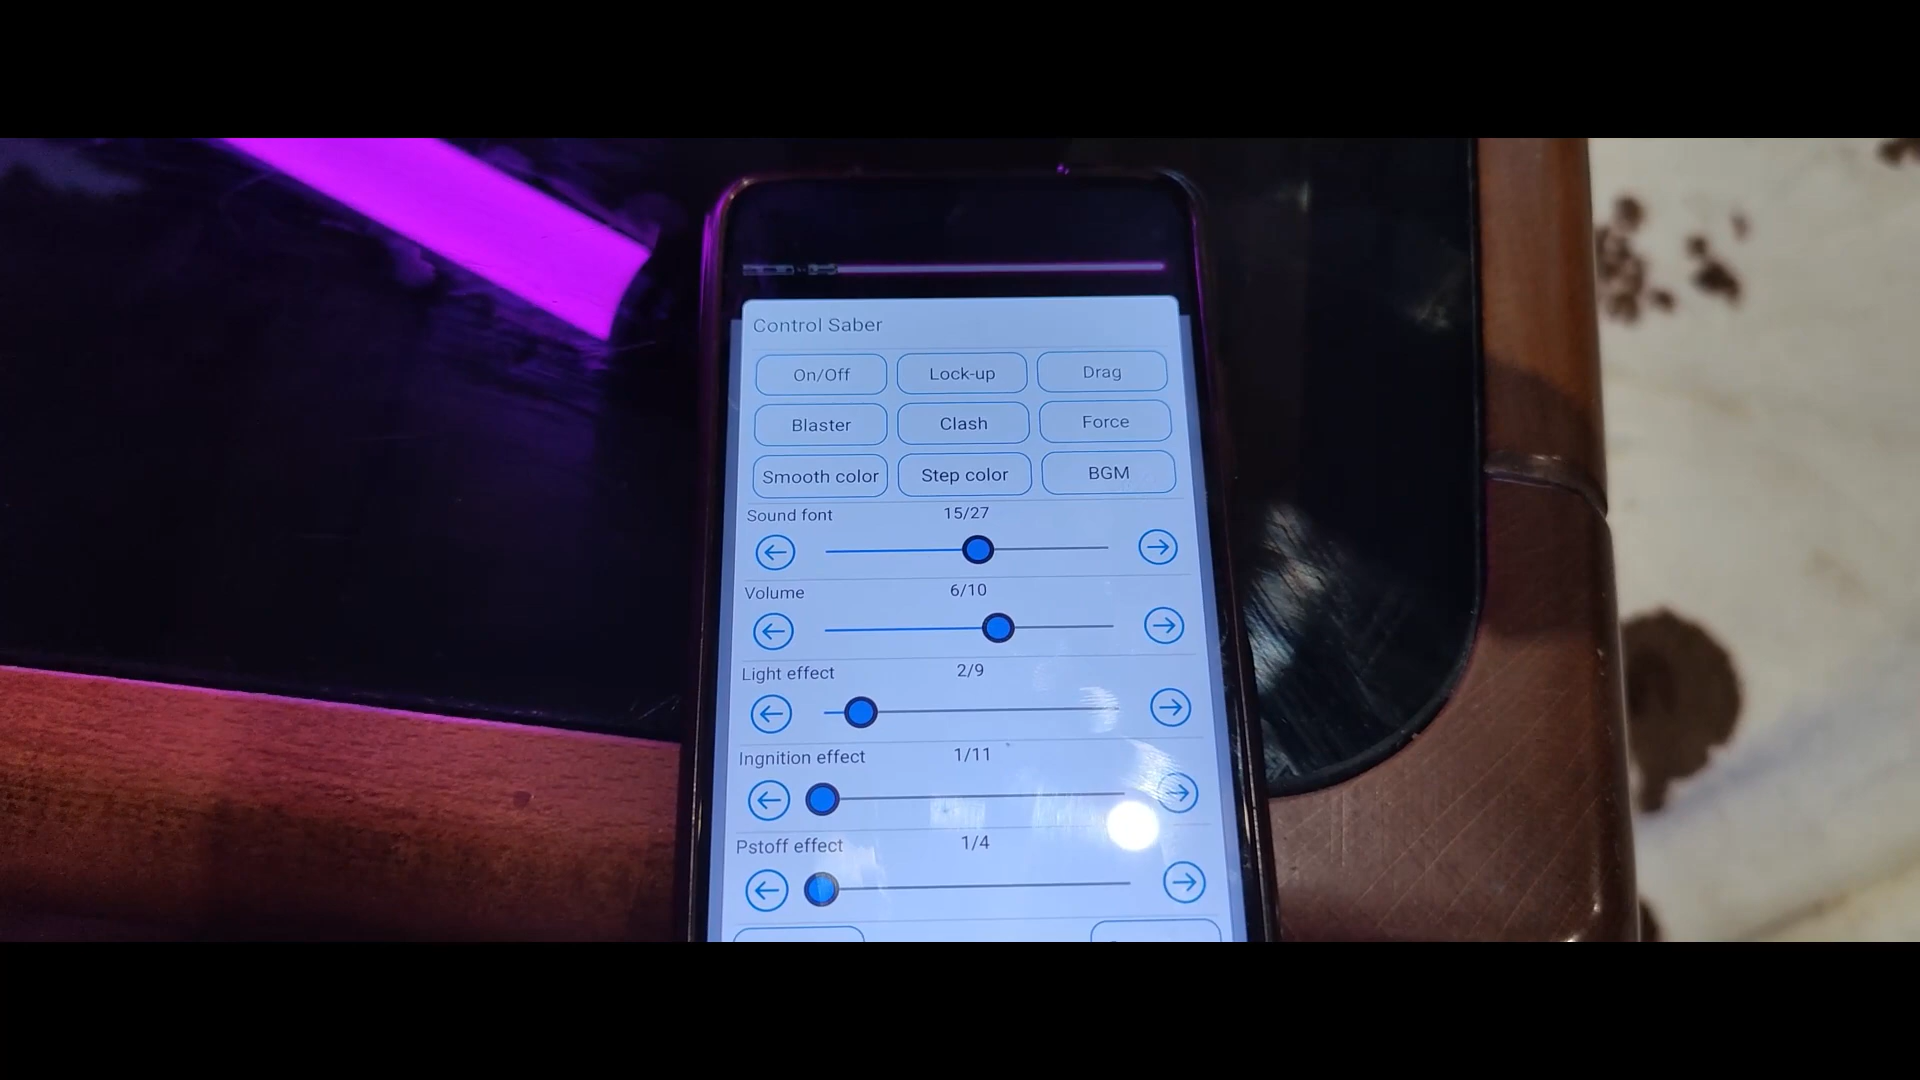 Control Saber
On/Off Lock-up Drag
Blaster Clash Force
Smooth color Step color BGM
Sound font 15/27
Volume 6/10
Light effect 2/9
Ingnition effect 1/11
Pstoff effect 1/4